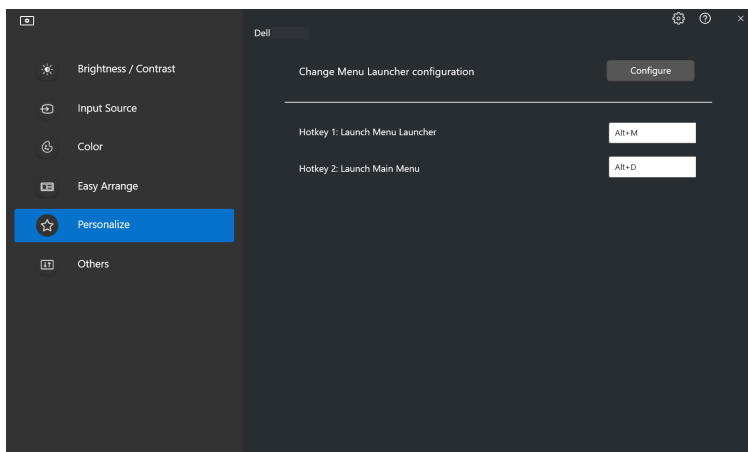 Dell
Brightness / Contrast
Input Source
Color
Easy Arrange
Personalize
Others
Change Menu Launcher configuration
Configure
Hotkey 1: Launch Menu Launcher
Alt+M
Hotkey 2: Launch Main Menu
Alt+D